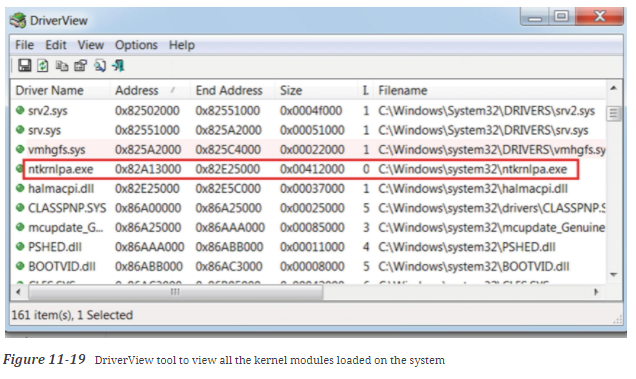 DriverView
File Edit View Options Help
Driver Name Address / End Address Size I. Filename
srv2.sys 0x82502000 0x82551000 0x0004f000 1 C:\Windows\System32\DRIVERS\srv2.sys
srv.sys 0x82551000 0x825A2000 0x00051000 1 C:\Windows\System32\DRIVERS\srv.sys
vmhgfs.sys 0x825A2000 0x825C4000 0x00022000 1 C:\Windows\System32\DRIVERS\vmhgfs.sy
ntkrnlpa.exe 0x82A13000 0x82E25000 0x00412000 0 C:\Windows\system32\ntkrnlpa.exe
halmacpi.dll 0x82E25000 0x82E5C000 0x00037000 1 C:\Windows\system32\halmacpi.dll
CLASSPNP.SYS 0x86A00000 0x86A25000 0x00025000 5 C:\Windows\system32\drivers\CLASSPNP.S
mcupdate_G... 0x86A25000 0x86AAA000 0x00085000 3 C:\Windows\system32\mcupdate_Genuine
PSHED.dll 0x86AAA000 0x86ABB000 0x00011000 4 C:\Windows\system32\PSHED.dll
BOOTVID.dll 0x86ABB000 0x86AC3000 0x00008000 5 C:\Windows\system32\BOOTVID.dll
161 item(s), 1 Selected
Figure 11-19 DriverView tool to view all the kernel modules loaded on the system